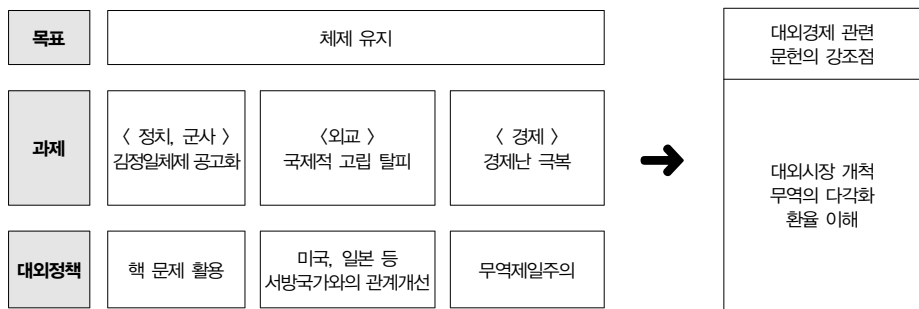 목표
체제 유지
과제
〈 정치, 군사 〉
김정일체제 공고화
〈외교 〉
국제적 고립 탈피
〈 경제 〉
경제난 극복
대외정책
핵 문제 활용
미국, 일본 등
서방국가와의 관계개선
무역제일주의
대외경제 관련
문헌의 강조점
대외시장 개척
무역의 다각화
환율 이해